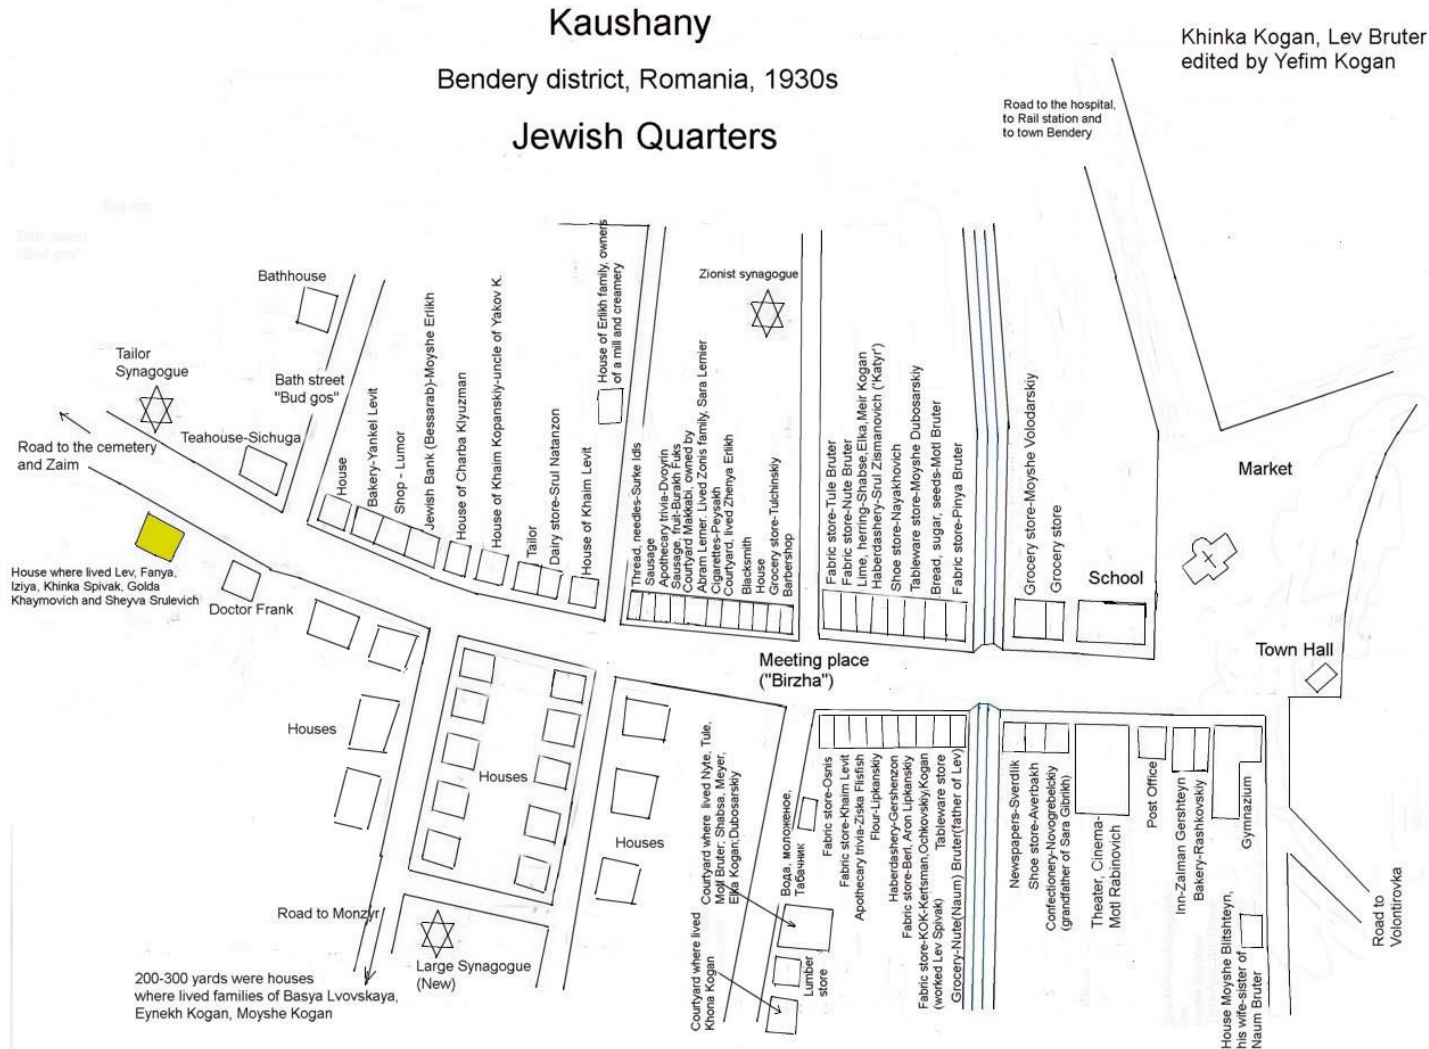 Kaushany
Bendery district, Romania, 1930s
Jewish Quarters
Khinka Kogan, Lev Bruter
edited by Yefim Kogan
Road to the hospital,
to Rail station and
to town Bendery
Bathhouse
Tailor
Synagogue
Bath street
"Bud gos"
Teahouse-Sichuga
Road to the cemetery
and Zaim
House where lived Lev, Fanya,
Iziya, Khinka Spivak, Golda
Khaymovich and Sheyva Srulevich
Doctor Frank
House
Bakery-Yankel Levit
Shop - Lumor
Jewish Bank (Bessarab)-Moyshe Erlikh
House of Charba Klyuzman
House of Khaim Kopanskiy-uncle of Yakov K.
Tailor
Dairy store-Srul Natanzon
House of Khaim Levit
House of Erlikh family, owners
of a mill and creamery
Zionist synagogue
Thread, needles-Surke Idls
Sausage
Apothecary trivia-Dvoyrin
Sausage, fruit-Burakh Fuks
Courtyard Makkabi, owned by
Abram Lerner. Lived Zonis family, Sara Lernier
Cigarettes-Peysakh
Courtyard, lived Zhenya Erlikh
Blacksmith
House
Grocery store-Tulchinskiy
Barbershop
Fabric store-Tule Bruter
Fabric store-Nute Bruter
Lime, herring-Shabse,Elka,Meir Kogan
Haberdashery-Srul Zismanovich ('Katyr')
Shoe store-Nayakhovich
Tableware store-Moyshe Dubosarskiy
Bread, sugar, seeds-Motl Bruter
Fabric store-Pinya Bruter
Grocery store-Moyshe Volodarskiy
Grocery store
School
Market
Town Hall
Meeting place
("Birzha")
Houses
Houses
Houses
Road to Monzyr
200-300 yards were houses
where lived families of Basya Lvovskaya,
Eynekh Kogan, Moyshe Kogan
Large Synagogue
(New)
Courtyard where lived Nyte, Tule,
Motl Bruter; Shabsa, Meyer,
Elka Kogan;Dubosarskiy
Courtyard where lived
Khona Kogan
Вода, моложеное,
Табачник
Lumber
store
Fabric store-Osnis
Fabric store-Khaim Levit
Apothecary trivia-Ziska Flisfish
Flour-Lipkanskiy
Haberdashery-Gershenzon
Fabric store-Berl, Aron Lipkanskiy
Fabric store-KOK-Kertsman,Ochkovskiy,Kogan
(worked Lev Spivak)
Tableware store
Grocery-Nute(Naum) Bruter(father of Lev)
Newspapers-Sverdlik
Shoe store-Averbakh
Confectionery-Novogrebelckiy
(grandfather of Sara Gibrikh)
Theater, Cinema-
Motl Rabinovich
Post Office
Inn-Zalman Gershteyn
Bakery-Rashkovskiy
Gymnazium
House Moyshe Blitshteyn,
his wife-sister of
Naum Bruter
Road to
Volontirovka